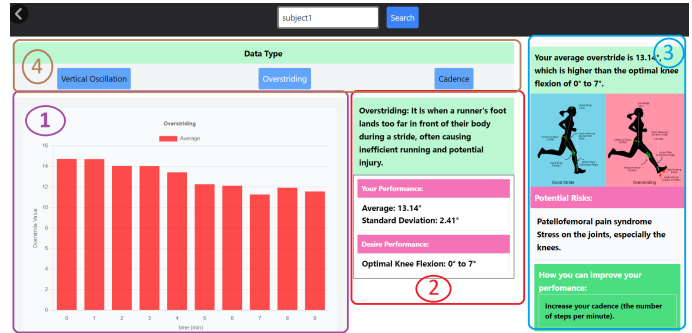 subject1
Search
Data Type
4
Vertical Oscillation
Overstriding
Cadence
1
Overstriding
Average
16
14
12
10
8
6
4
2
0
Overstride Value
0 1 2 3 4 5 6 7 8 9
time (min)
Overstriding: It is when a runner's foot
lands too far in front of their body
during a stride, often causing
inefficient running and potential
injury.
Your Performance:
Average: 13.14°
Standard Deviation: 2.41°
Desire Performance:
Optimal Knee Flexion: 0° to 7°
2
3
Your average overstride is 13.14°,
which is higher than the optimal knee
flexion of 0° to 7°.
Good Stride
Overstriding
Potential Risks:
Patellofemoral pain syndrome
Stress on the joints, especially the
knees.
How you can improve your
perfomance:
Increase your cadence (the number
of steps per minute).